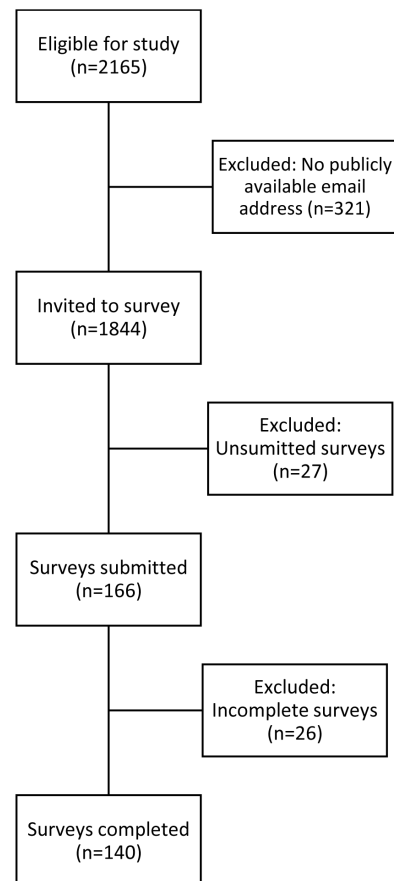 Eligible for study
(n=2165)
Excluded: No publicly
available email
address (n=321)
Invited to survey
(n=1844)
Excluded:
Unsumitted surveys
(n=27)
Surveys submitted
(n=166)
Excluded:
Incomplete surveys
(n=26)
Surveys completed
(n=140)